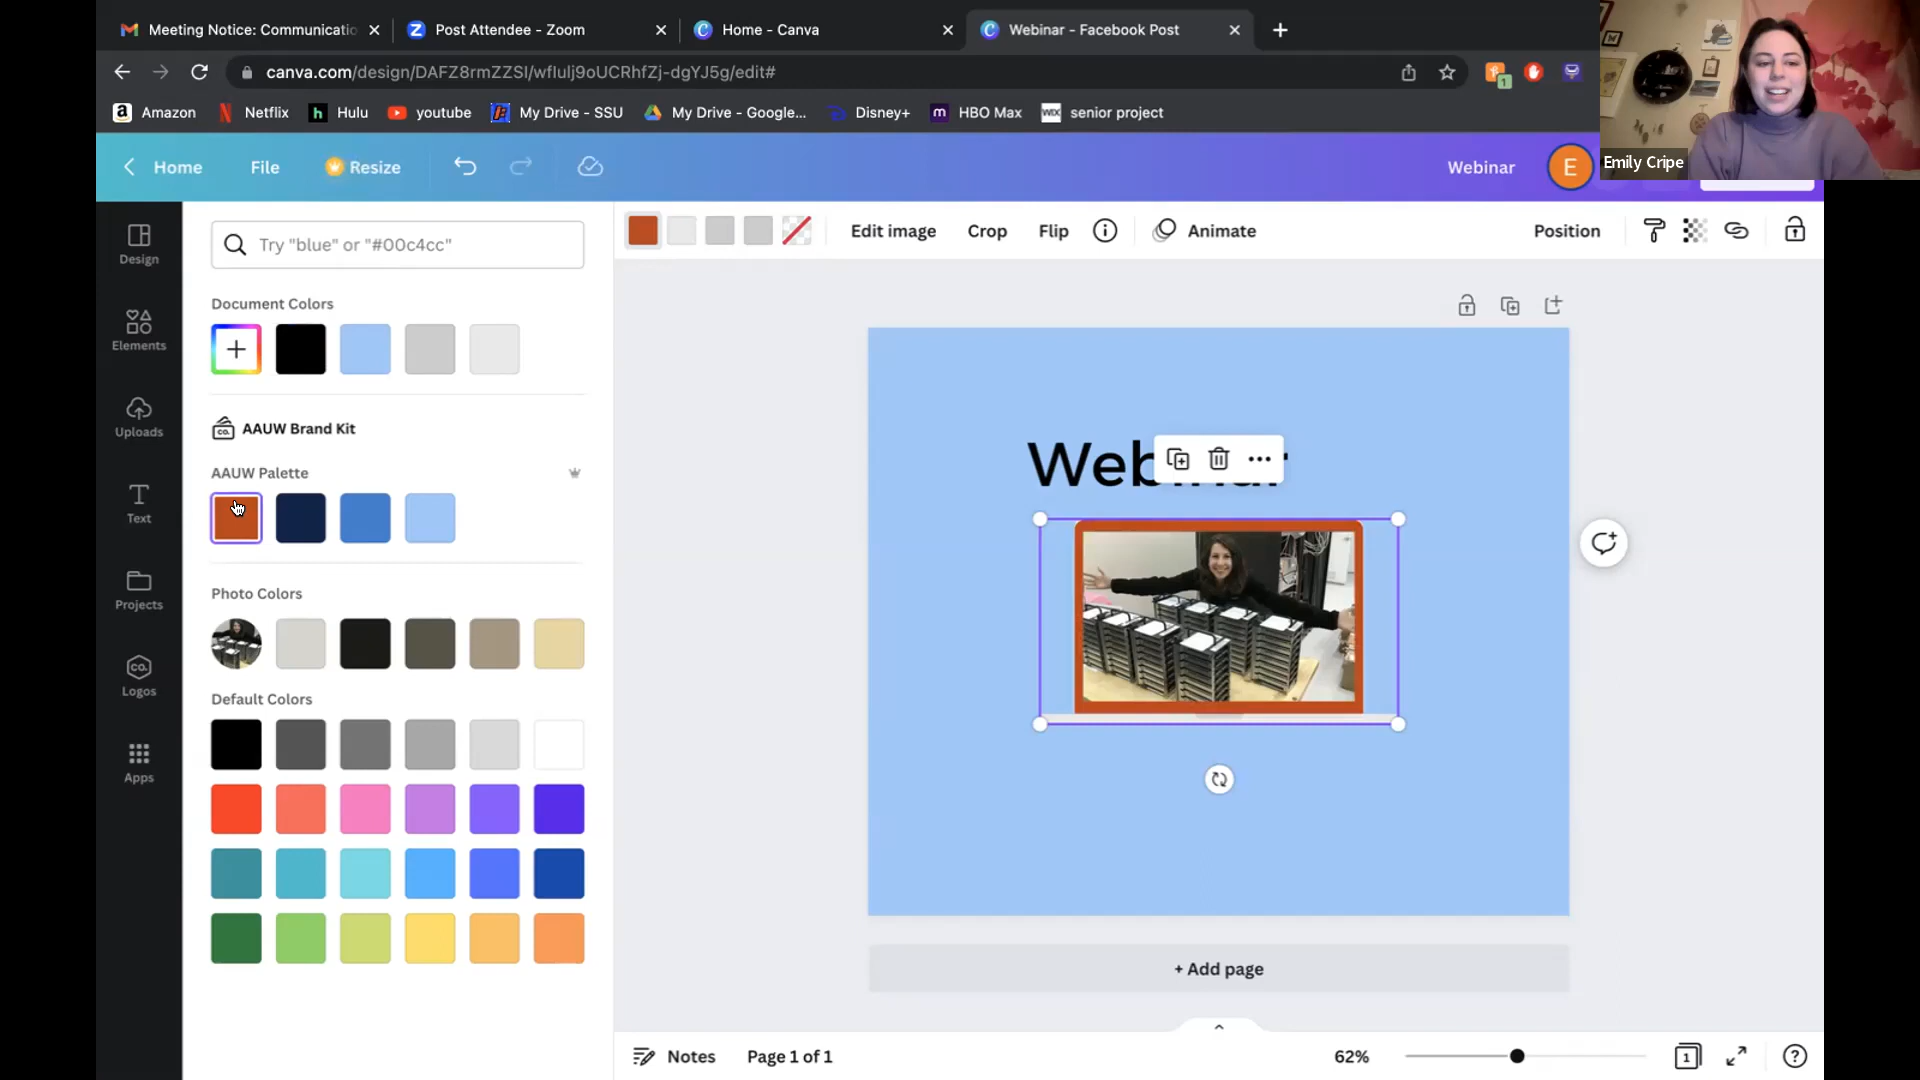 Meeting Notice: Communicatio
Post Attendee - Zoom
Home - Canva
Webinar - Facebook Post
canva.com/design/DAFZ8rmZZSI/wfIuIj9oUCRhfZj-dgYJ5g/edit#
Amazon
Netflix
Hulu
youtube
My Drive - SSU
My Drive - Google...
Disney+
HBO Max
senior project
Emily Cripe
Home
File
Resize
Webinar
E
Design
Elements
Uploads
Text
Projects
Logos
Apps
Try "blue" or "#00c4cc"
Document Colors
AAUW Brand Kit
AAUW Palette
Photo Colors
Default Colors
Edit image
Crop
Flip
Animate
Position
Webinar
+ Add page
Notes
Page 1 of 1
62%
1